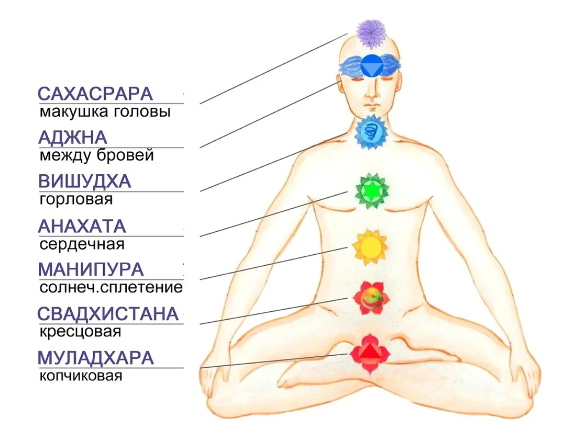 САХАСРАРА
макушка головы
АДЖНА
между бровей
ВИШУДХА
горловая
АНАХАТА
сердечная
МАНИПУРА
солнеч.сплетение
СВАДХИСТАНА
кресцовая
МУЛАДХАРА
копчиковая